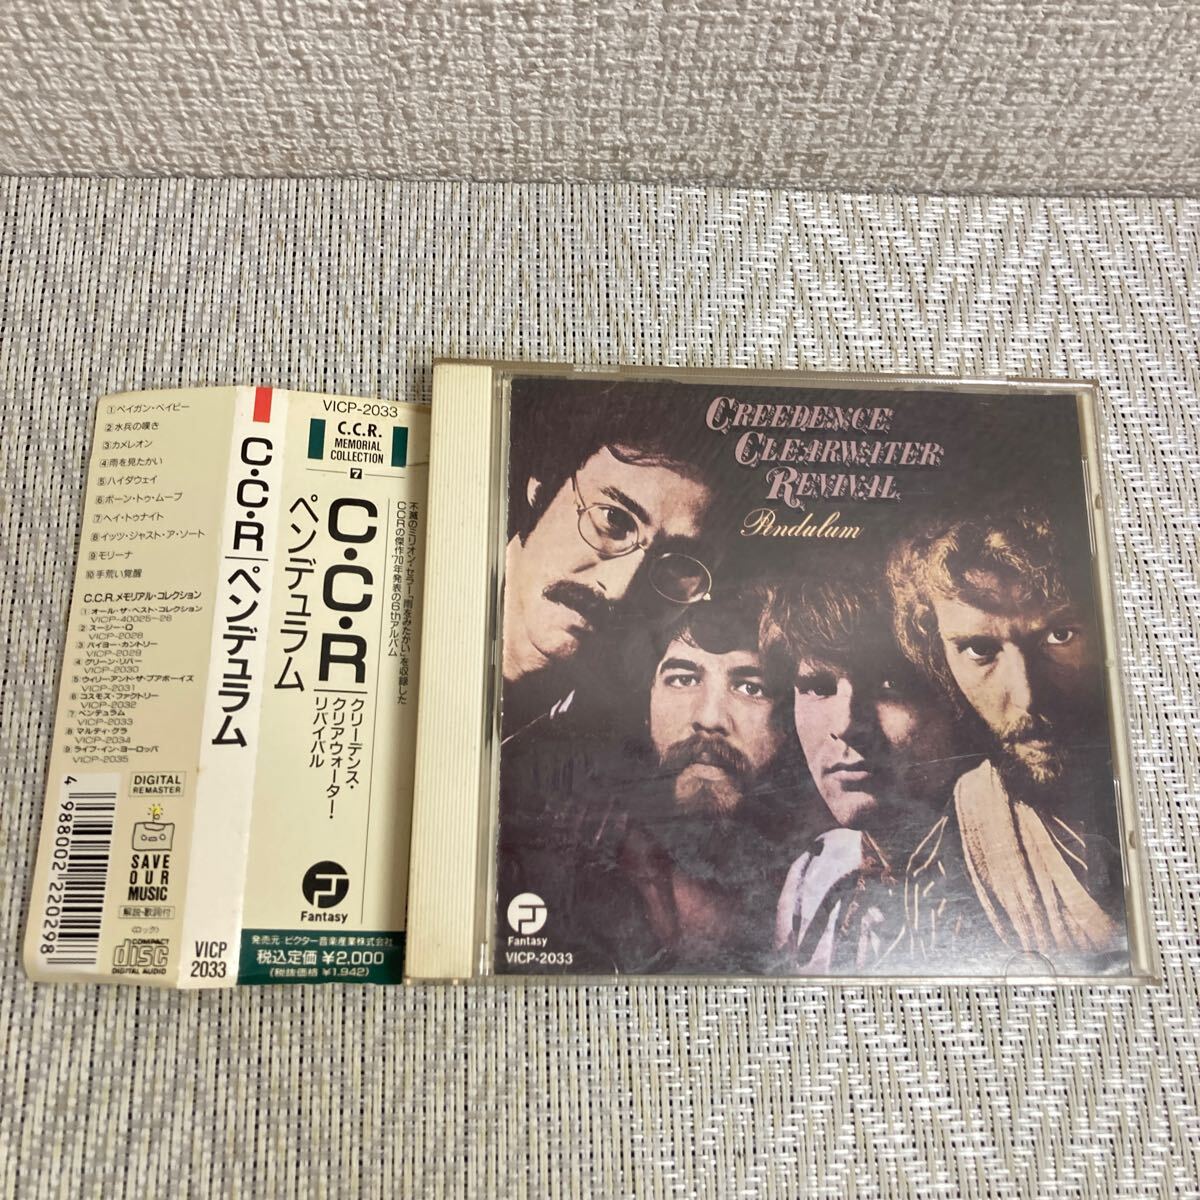 ①ペイガン・ベイビー
②水兵の嘆き
③カメレオン
④雨を見たかい
⑤ハイダウェイ
⑥ボーン・トゥ・ムーブ
⑦ヘイ・トゥナイト
⑧イッツ・ジャスト・ア・ソート
⑨モリーナ
⑩手荒い覚醒
C.C.R.メモリアル・コレクション
①オール・ザ・ベスト・コレクション
VICP-40025~26
②スージー・Q
VICP-2028
③バイヨー・カントリー
VICP-2029
④グリーン・リバー
VICP-2030
⑤ウィリー・アンド・ザ・プアボーイズ
VICP-2031
⑥コスモズ・ファクトリー
VICP-2032
⑦ペンデュラム
VICP-2033
⑧マルディ・グラ
VICP-2034
⑨ライブ・イン・ヨーロッパ
VICP-2035
4 988002 220298
DIGITAL
REMASTER
SAVE
OUR
MUSIC
解説・歌詞付
<ロック>
COMPACT
disc
DIGITAL AUDIO
C・C・R
ペンデュラム
VICP
2033
VICP-2033
C.C.R.
MEMORIAL
COLLECTION
7
不滅のミリオン・セラー「雨をみたかい」を収録した
CCRの傑作'70年発表の6thアルバム
C・C・R
クリーデンス・
クリアウォーター・
リバイバル
ペンデュラム
Fantasy
発売元:ビクター音楽産業株式会社
税込定価 ¥2,000
(税抜価格 ¥1,942)
CREEDENCE
CLEARWATER
REVIVAL
Pendulum
Fantasy
VICP-2033